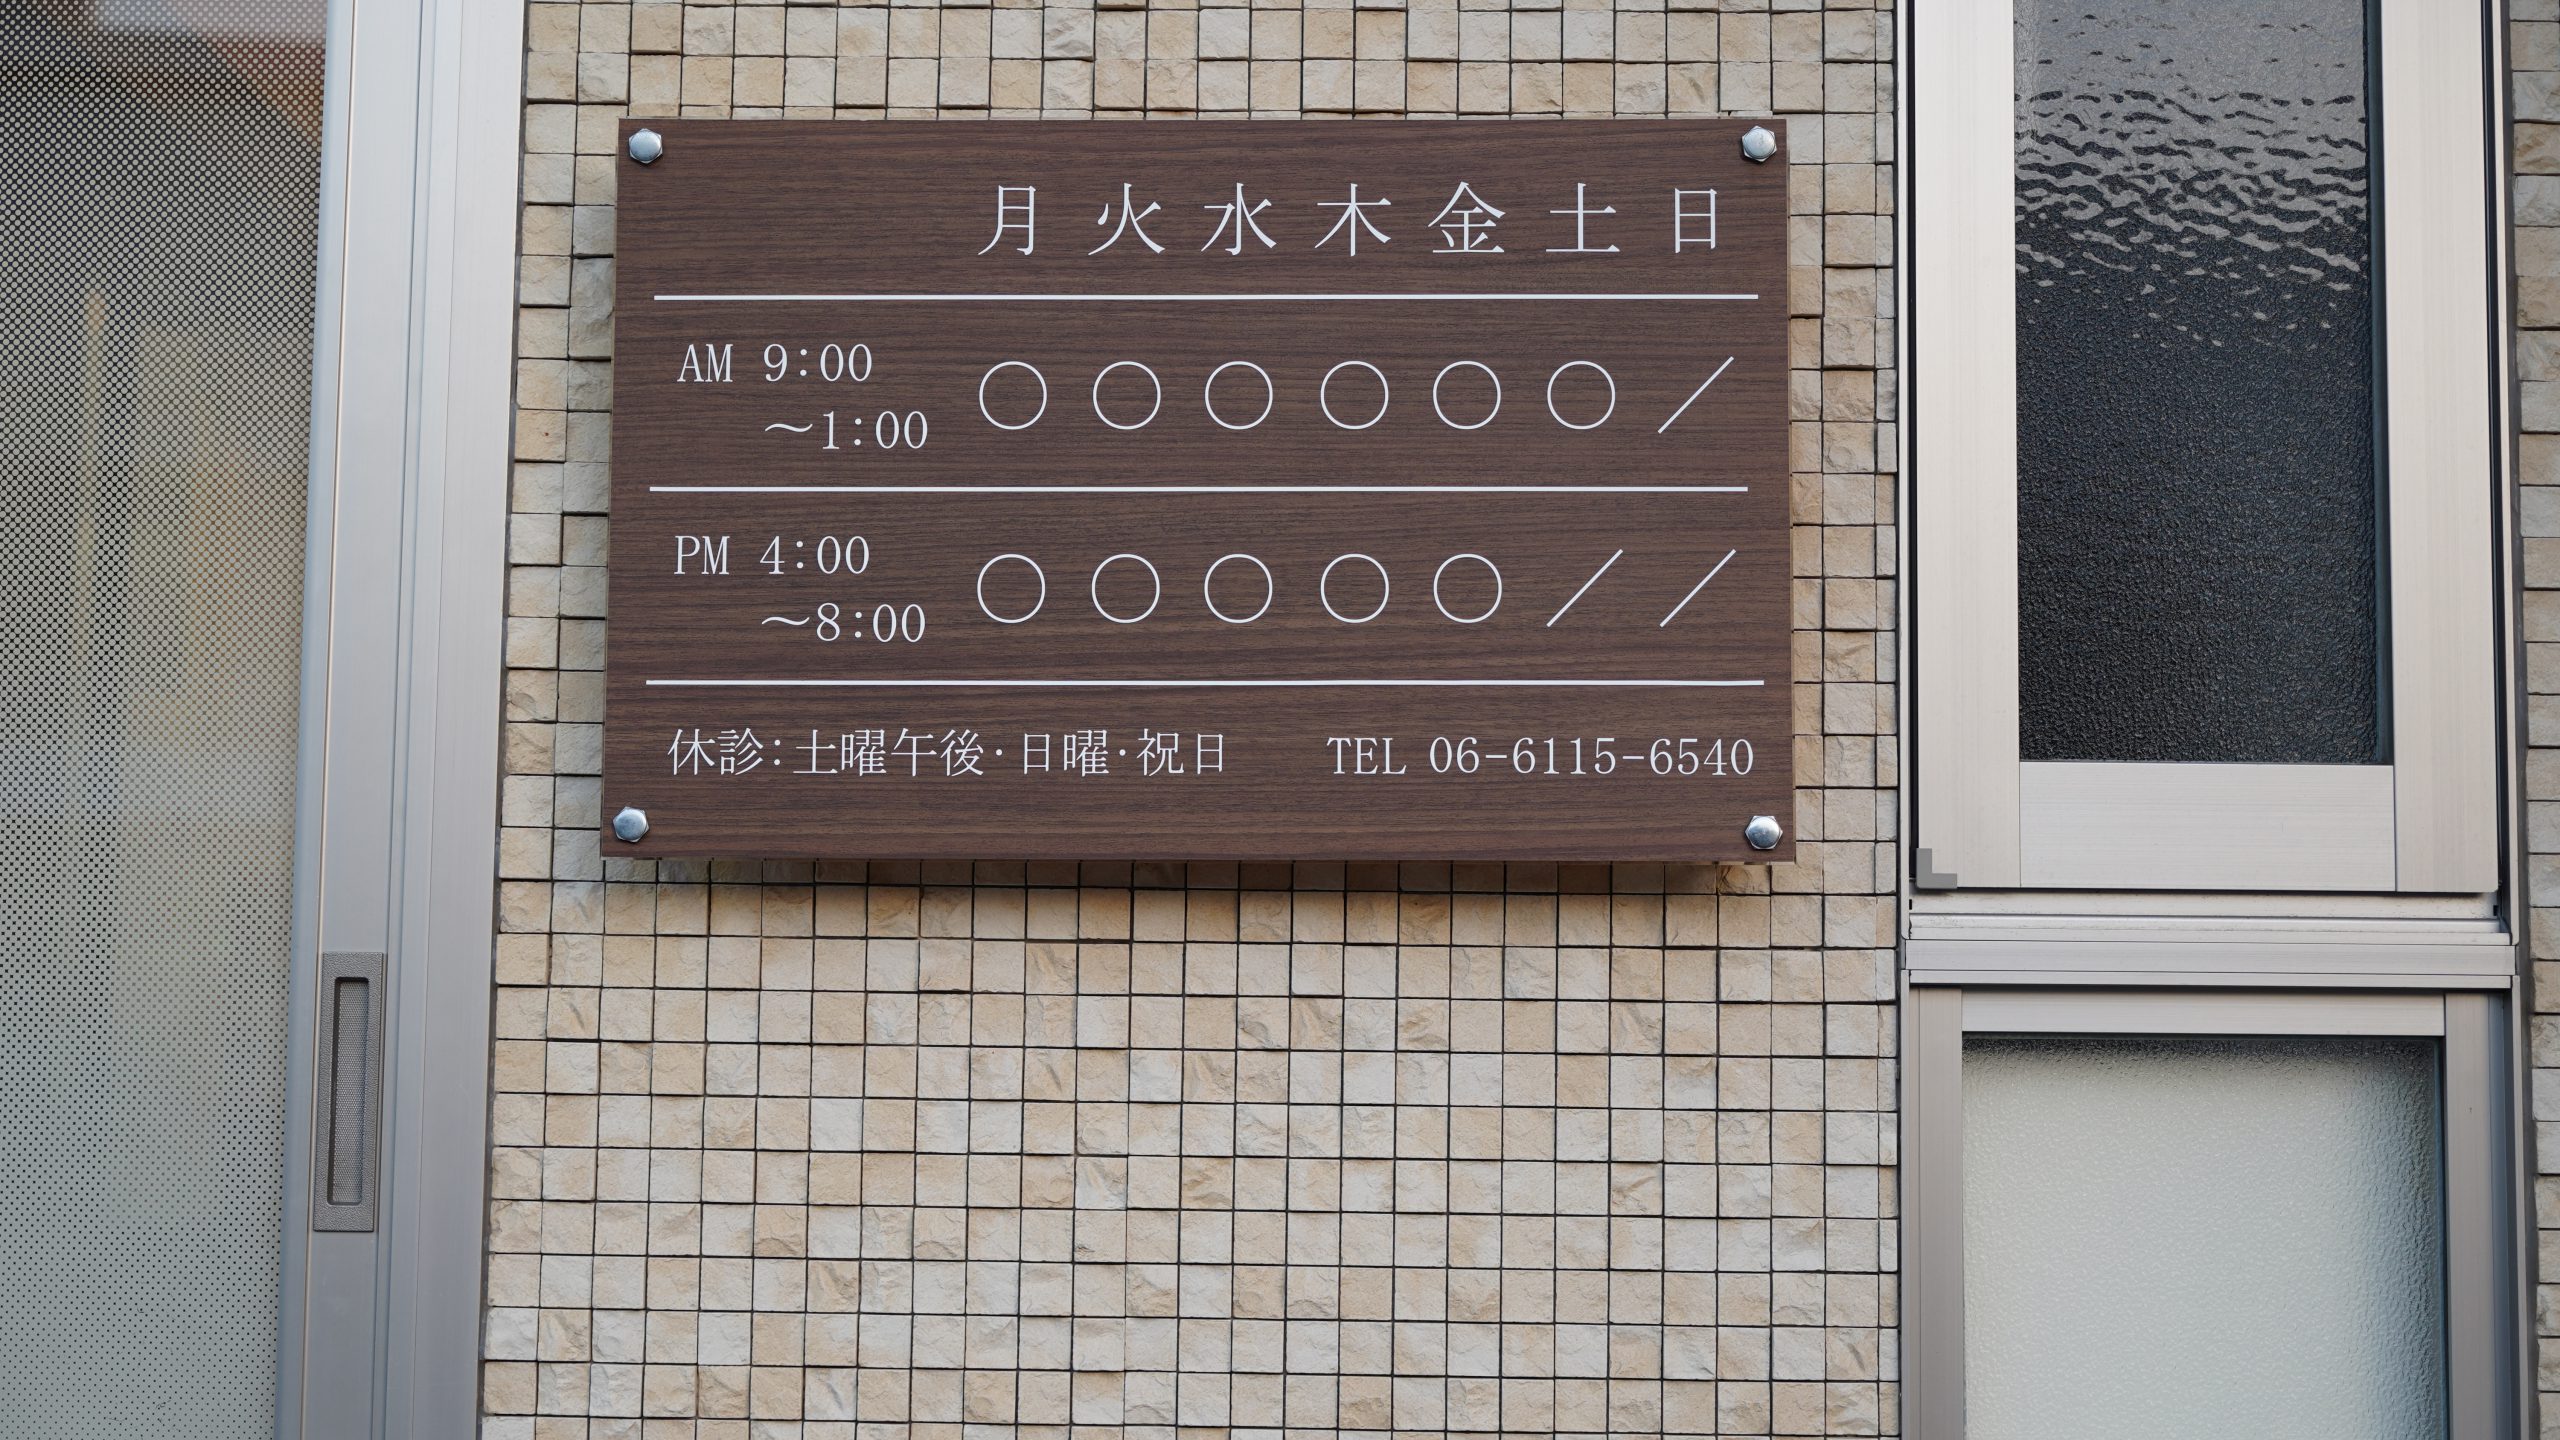 月 火 水 木 金 土 日
AM 9:00 〇 〇 〇 〇 〇 〇 ／
～1:00
PM 4:00 〇 〇 〇 〇 〇 ／ ／
～8:00
休診：土曜午後・日曜・祝日 TEL 06-6115-6540